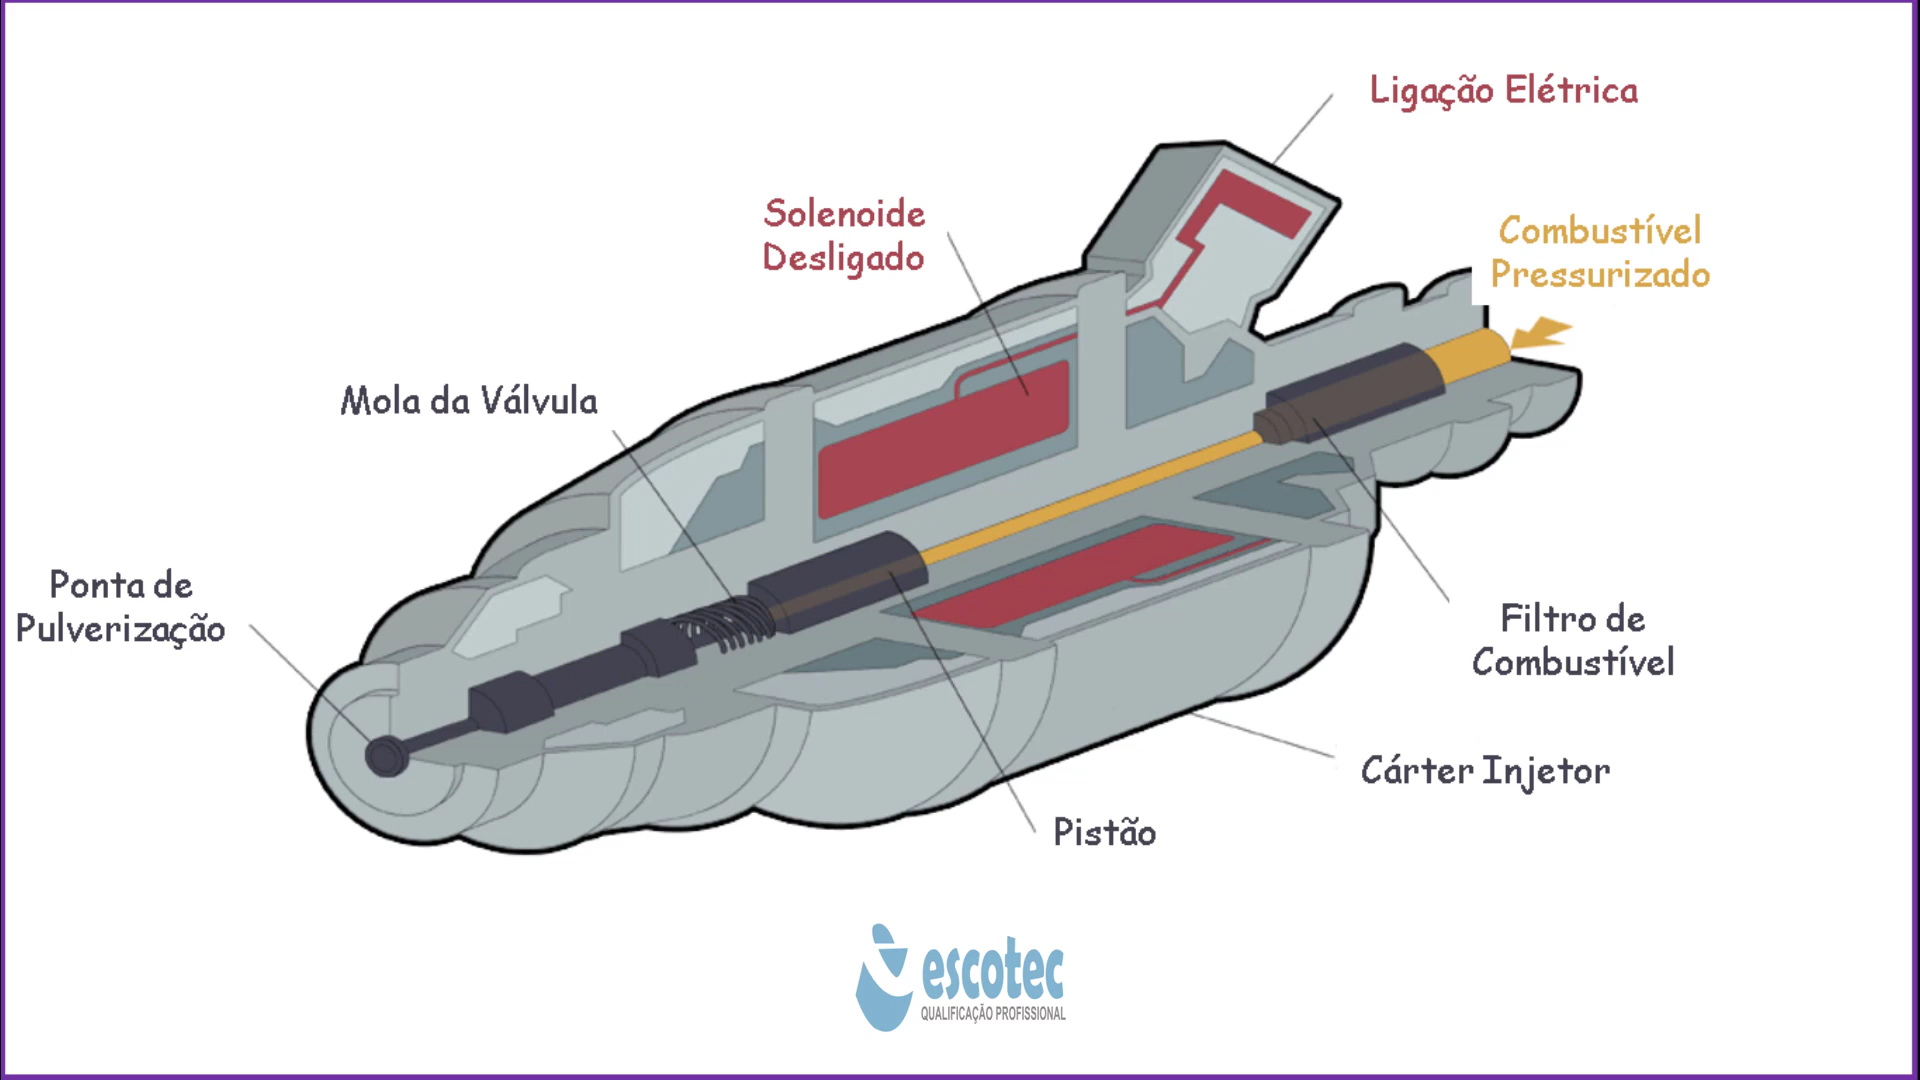 Ligação Elétrica
Solenoide
Desligado
Combustível
Pressurizado
Mola da Válvula
Ponta de
Pulverização
Filtro de
Combustível
Cárter Injetor
Pistão
escotec
QUALIFICAÇÃO PROFISSIONAL